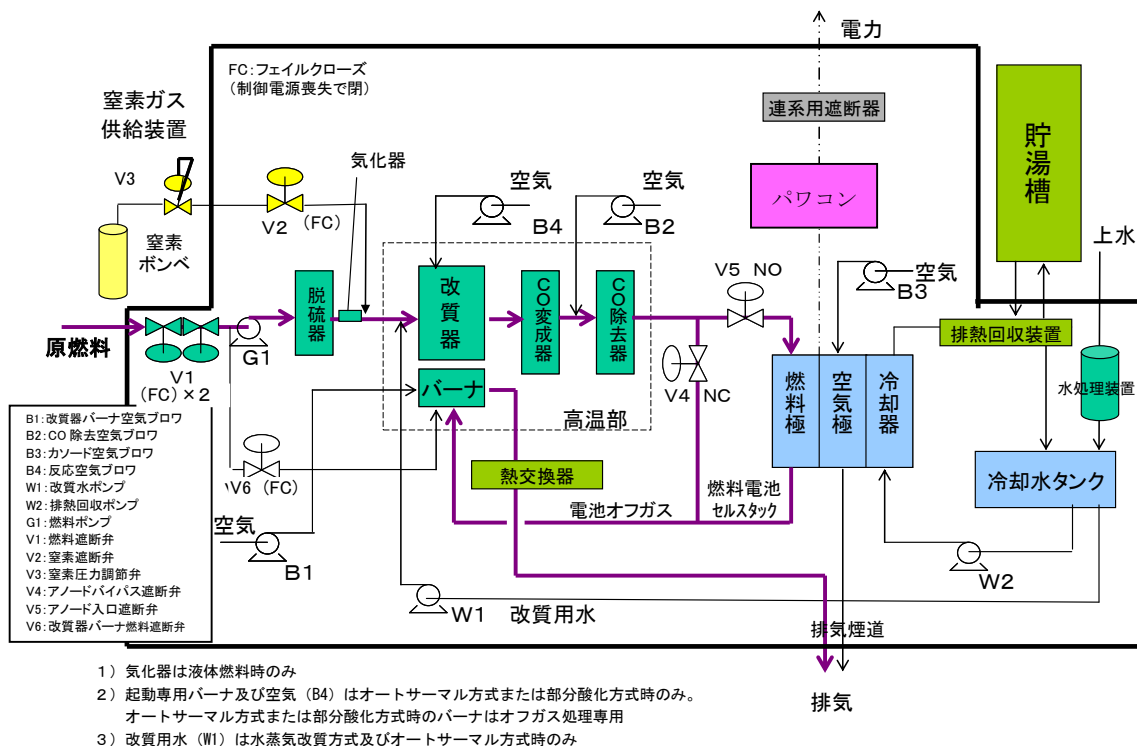 電力
FC：フェイルクローズ
（制御電源喪失で閉）
窒素ガス
供給装置
連系用遮断器
貯湯槽
気化器
V3
空気
空気
パワコン
V2
(FC)
B4
B2
上水
窒素
ボンベ
V5 NO
空気
B3
脱硫器
改質器
CO変成器
CO除去器
原燃料
G1
排熱回収装置
V1
(FC)×2
バーナ
V4 NC
燃料極
空気極
冷却器
水処理装置
高温部
B1：改質器バーナ空気ブロワ
B2：CO除去空気ブロワ
B3：カソード空気ブロワ
B4：反応空気ブロワ
W1：改質水ポンプ
W2：排熱回収ポンプ
G1：燃料ポンプ
V1：燃料遮断弁
V2：窒素遮断弁
V3：窒素圧力調節弁
V4：アノードバイパス遮断弁
V5：アノード入口遮断弁
V6：改質器バーナ燃料遮断弁
V6 (FC)
熱交換器
冷却水タンク
電池オフガス
燃料電池
セルスタック
空気
B1
W2
W1 改質用水
排気煙道
排気
1）気化器は液体燃料時のみ
2）起動専用バーナ及び空気（B4）はオートサーマル方式または部分酸化方式時のみ。
オートサーマル方式または部分酸化方式時のバーナはオフガス処理専用
3）改質用水（W1）は水蒸気改質方式及びオートサーマル方式時のみ